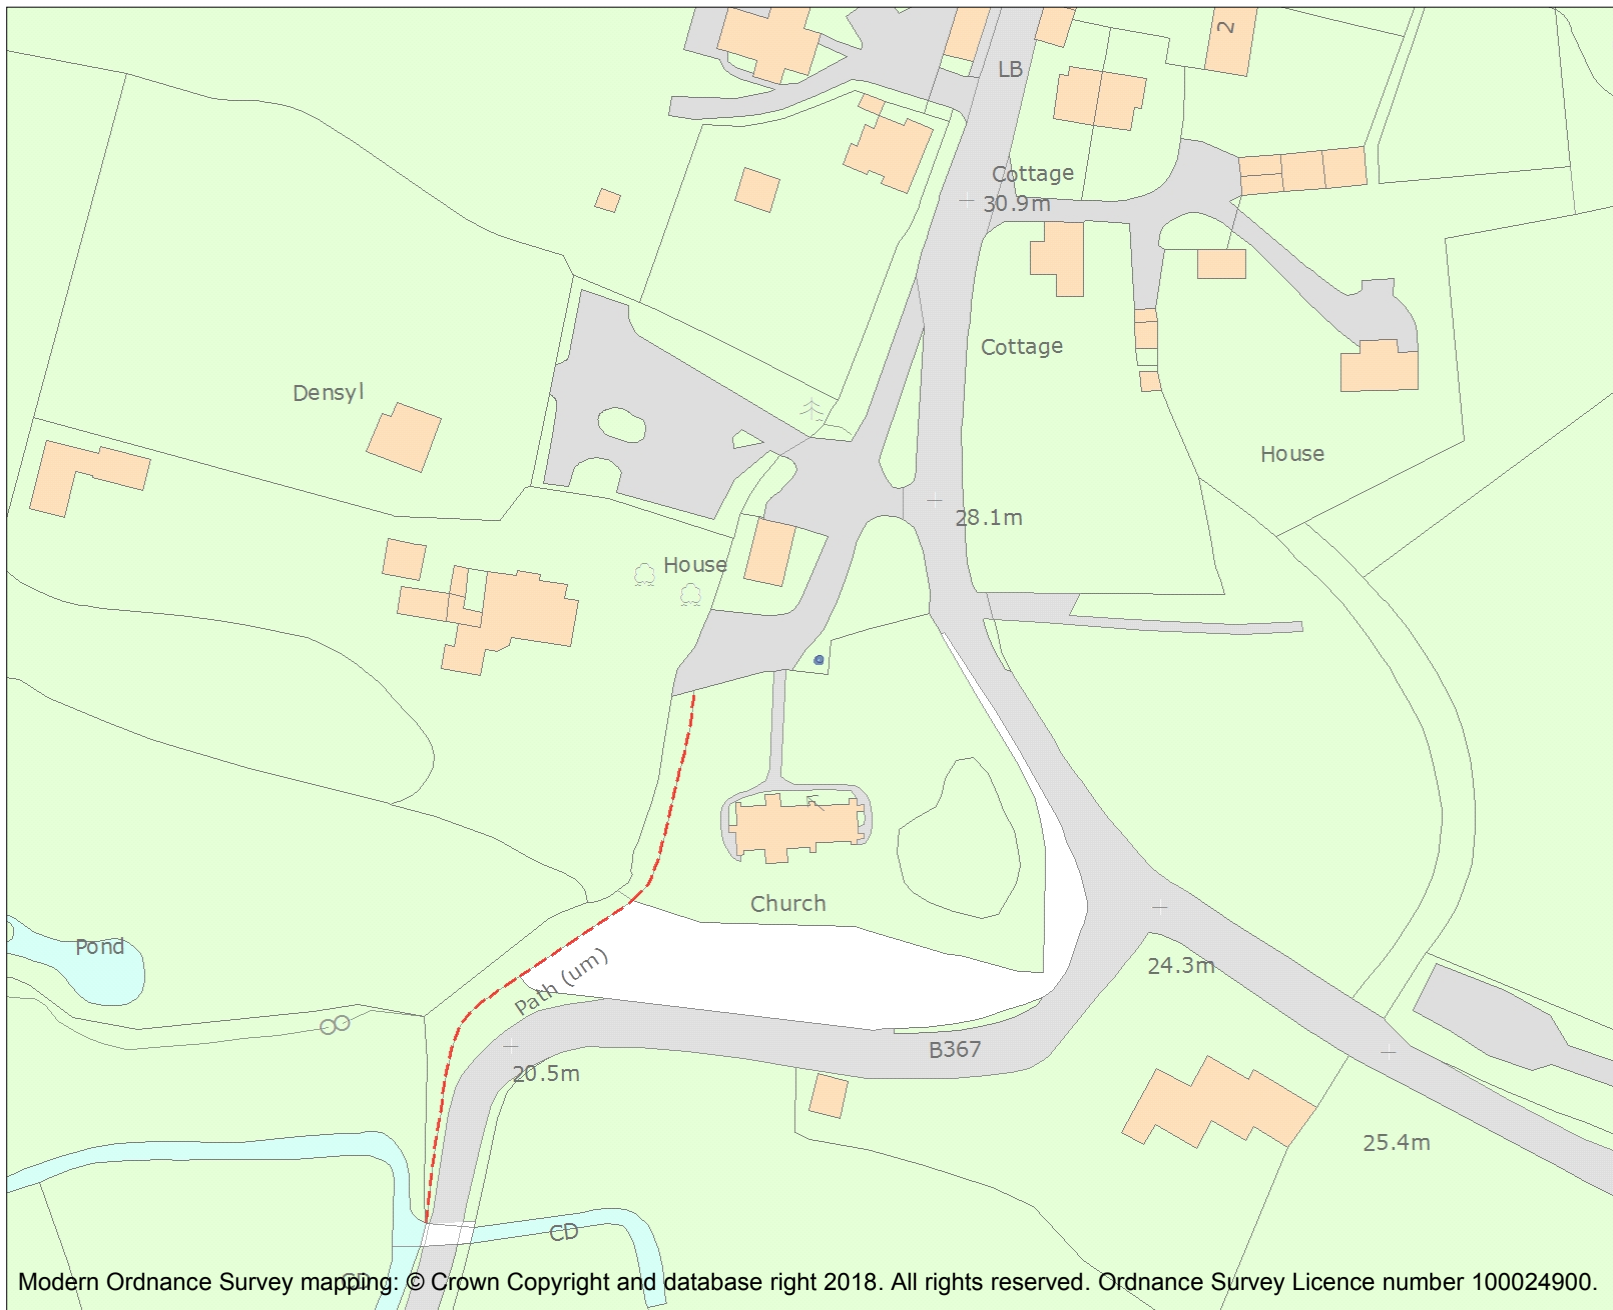 2
LB
Cottage
30.9m
Cottage
Densyl
House
28.1m
House
Church
Pond
Path (um)
24.3m
B367
20.5m
25.4m
CD
CD
Modern Ordnance Survey mapping: © Crown Copyright and database right 2018. All rights reserved. Ordnance Survey Licence number 100024900.